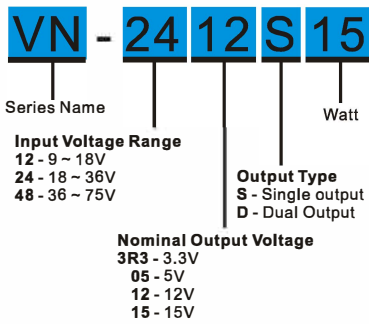 VN - 24 12 S 15
Series Name
Watt
Input Voltage Range
12 - 9 ~ 18V
24 - 18 ~ 36V
48 - 36 ~ 75V
Output Type
S - Single output
D - Dual Output
Nominal Output Voltage
3R3 - 3.3V
05 - 5V
12 - 12V
15 - 15V